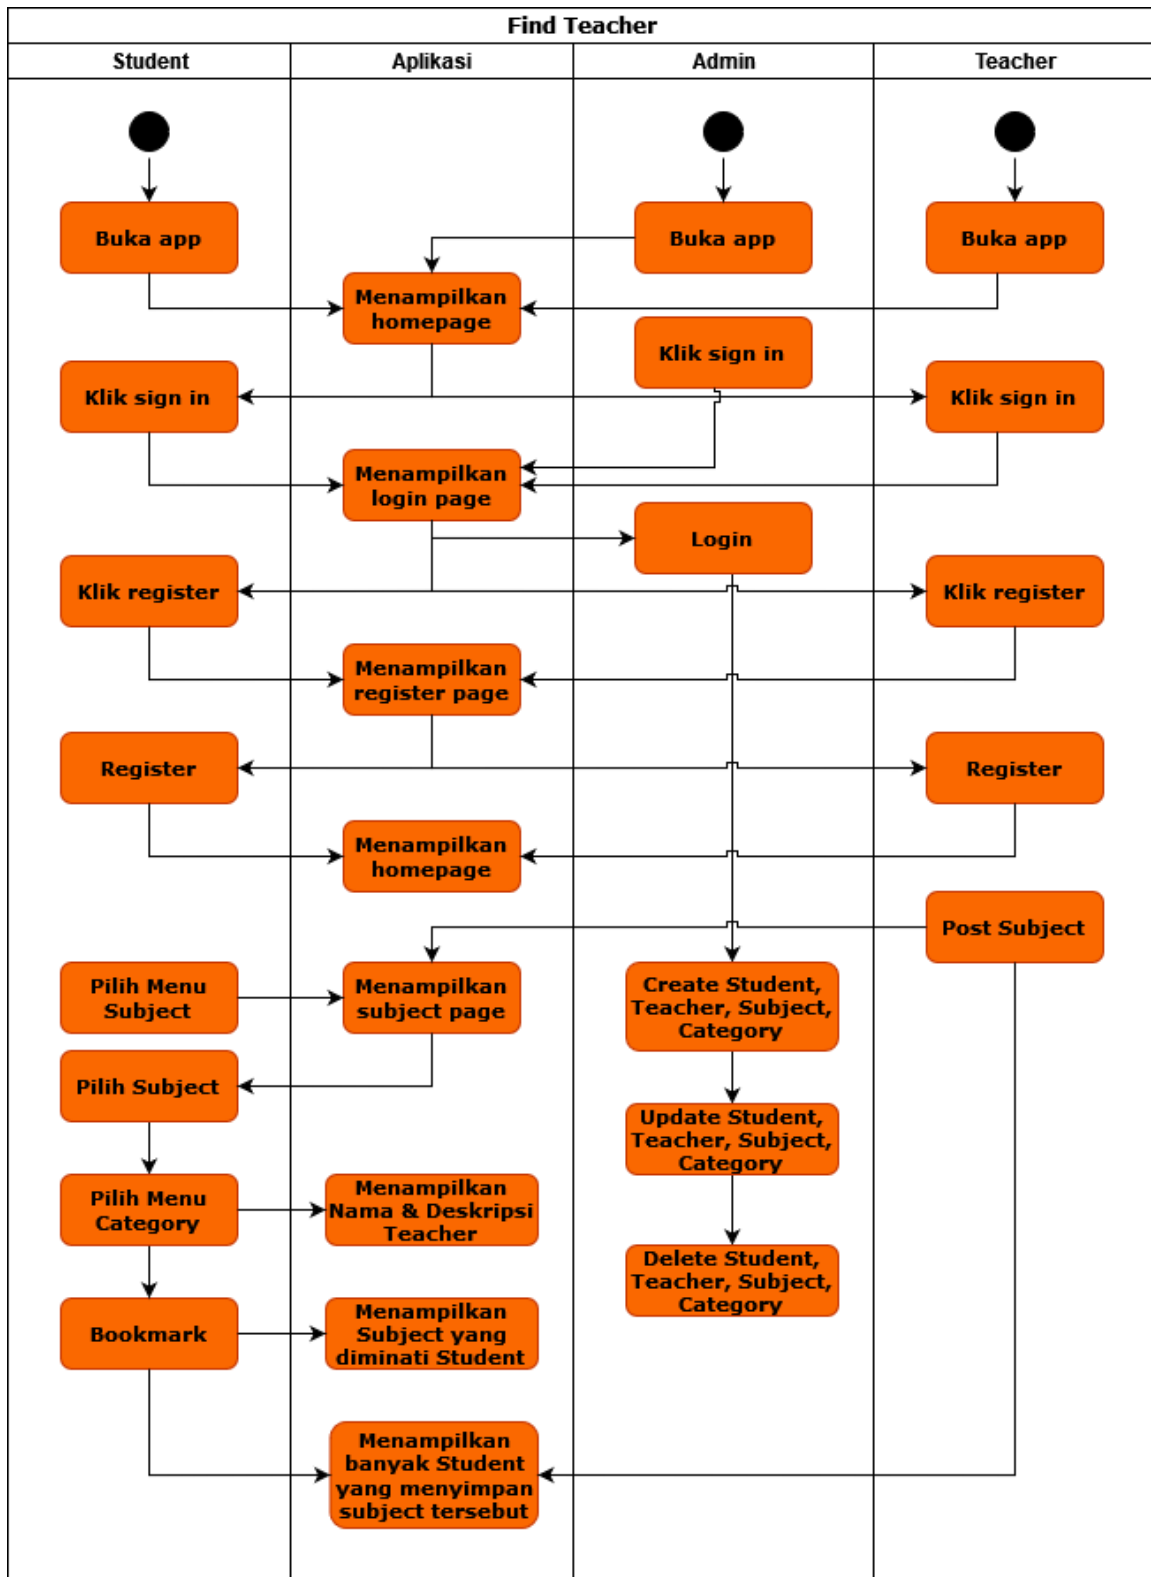 Find Teacher
Student
Aplikasi
Admin
Teacher
Buka app
Buka app
Buka app
Menampilkan
homepage
Klik sign in
Klik sign in
Klik sign in
Menampilkan
login page
Login
Klik register
Klik register
Menampilkan
register page
Register
Register
Menampilkan
homepage
Post Subject
Pilih Menu
Subject
Menampilkan
subject page
Create Student,
Teacher, Subject,
Category
Pilih Subject
Update Student,
Teacher, Subject,
Category
Pilih Menu
Category
Menampilkan
Nama & Deskripsi
Teacher
Delete Student,
Teacher, Subject,
Category
Bookmark
Menampilkan
Subject yang
diminati Student
Menampilkan
banyak Student
yang menyimpan
subject tersebut